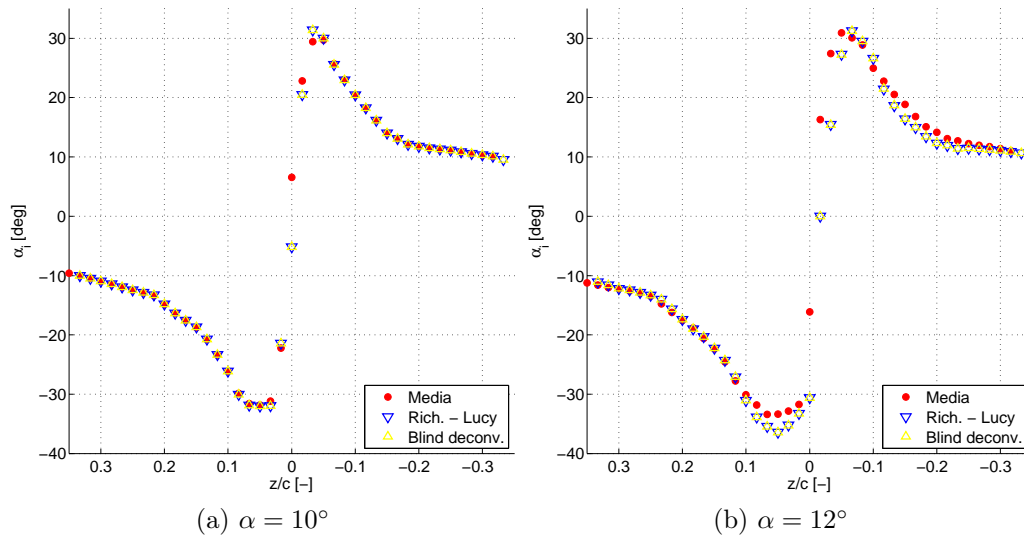 30
20
10
0
−10
−20
−30
−40
α_i [deg]
0.3 0.2 0.1 0 −0.1 −0.2 −0.3
z/c [−]
Media
Rich. − Lucy
Blind deconv.
(a) α = 10°
30
20
10
0
−10
−20
−30
−40
α_i [deg]
0.3 0.2 0.1 0 −0.1 −0.2 −0.3
z/c [−]
Media
Rich. − Lucy
Blind deconv.
(b) α = 12°